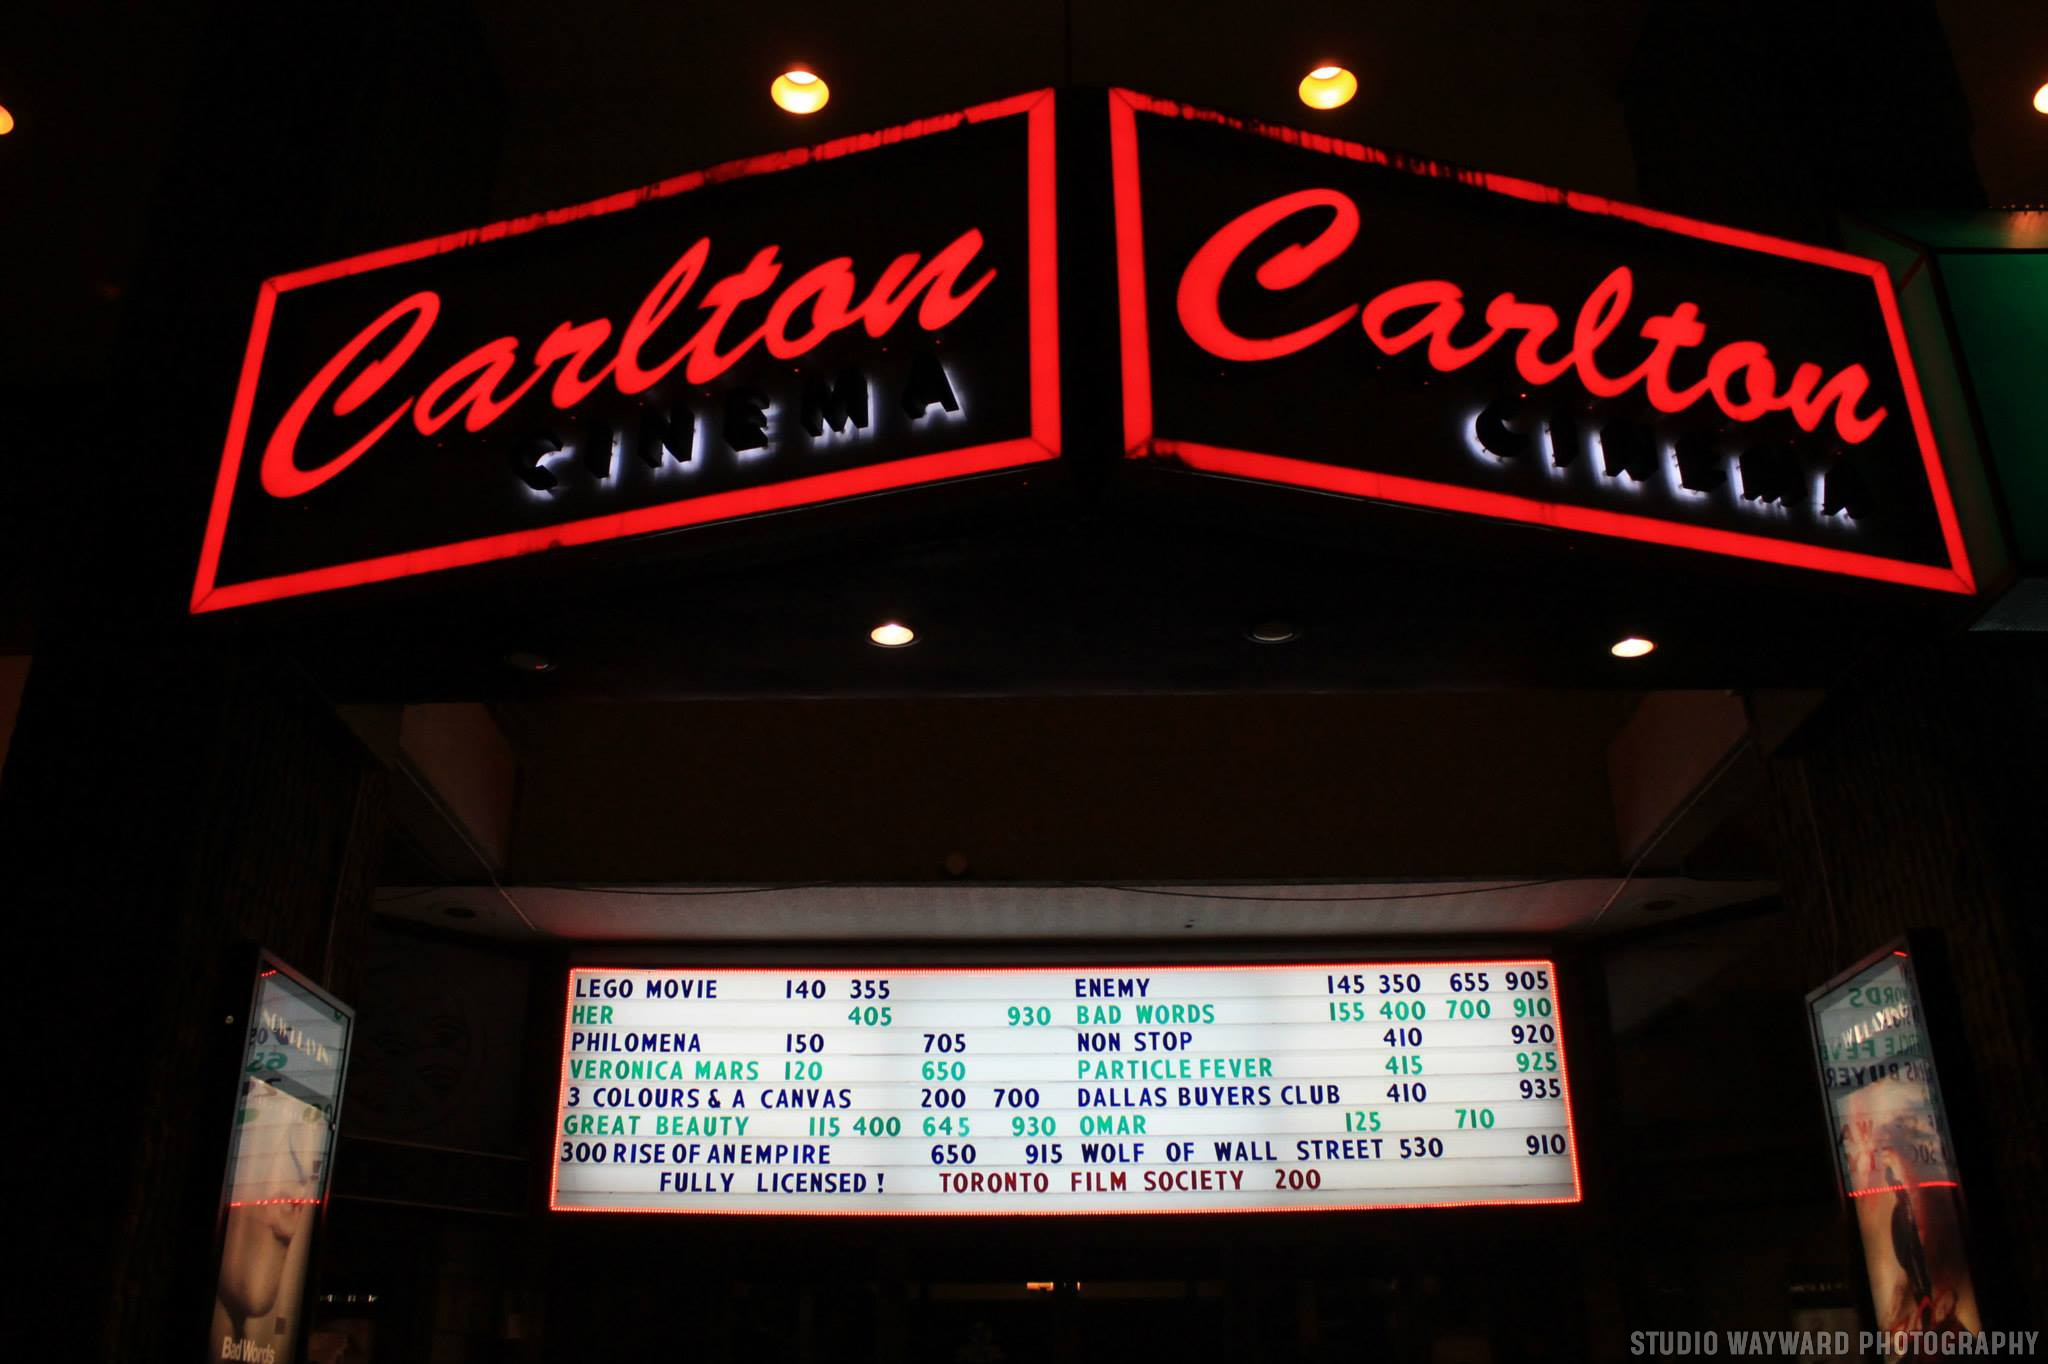 Carlton
CINEMA
Carlton
CINEMA
LEGO MOVIE 140 355
HER 405 930
PHILOMENA 150 705
VERONICA MARS 120 650
3 COLOURS & A CANVAS 200 700
GREAT BEAUTY 115 400 645 930
300 RISE OF AN EMPIRE 650 915
FULLY LICENSED!
ENEMY 145 350 655 905
BAD WORDS 155 400 700 910
NON STOP 410 920
PARTICLE FEVER 415 925
DALLAS BUYERS CLUB 410 935
OMAR 125 710
WOLF OF WALL STREET 530 910
TORONTO FILM SOCIETY 200
Bad Words
STUDIO WAYWARD PHOTOGRAPHY